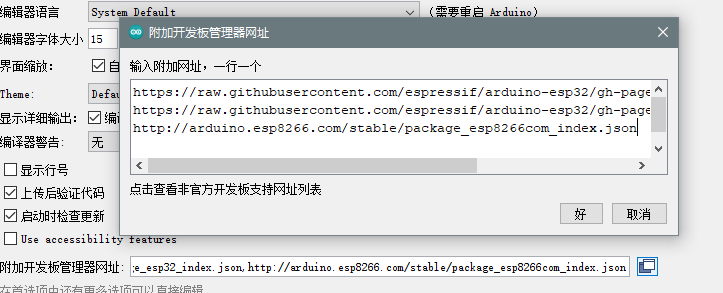 编辑器语言 System Default （需要重启 Arduino）
附加开发板管理器网址
编辑器字体大小 15
输入附加网址，一行一个
界面缩放： 自
https://raw.githubusercontent.com/espressif/arduino-esp32/gh-page
Theme: Defau
https://raw.githubusercontent.com/espressif/arduino-esp32/gh-page
显示详细输出： 编
http://arduino.esp8266.com/stable/package_esp8266com_index.json
编译器警告： 无
显示行号
上传后验证代码
点击查看非官方开发板支持网址列表
启动时检查更新
好 取消
Use accessibility features
附加开发板管理器网址: e_esp32_index.json,http://arduino.esp8266.com/stable/package_esp8266com_index.json
在首选项中还有更多选项可以直接编辑